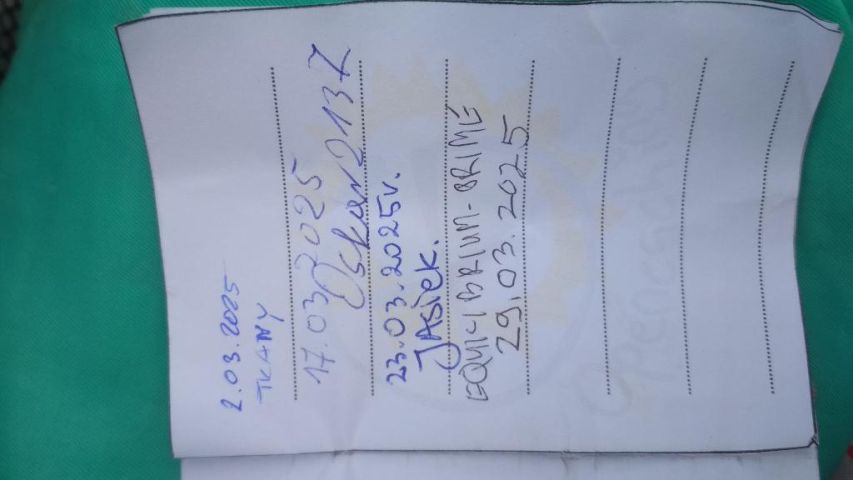 2.03.2025
TKANY
17.03.2025
Oskar2137
23.03.2025r.
JASIEK.
EQUILIBRIUM-BRIME
29.03.2025